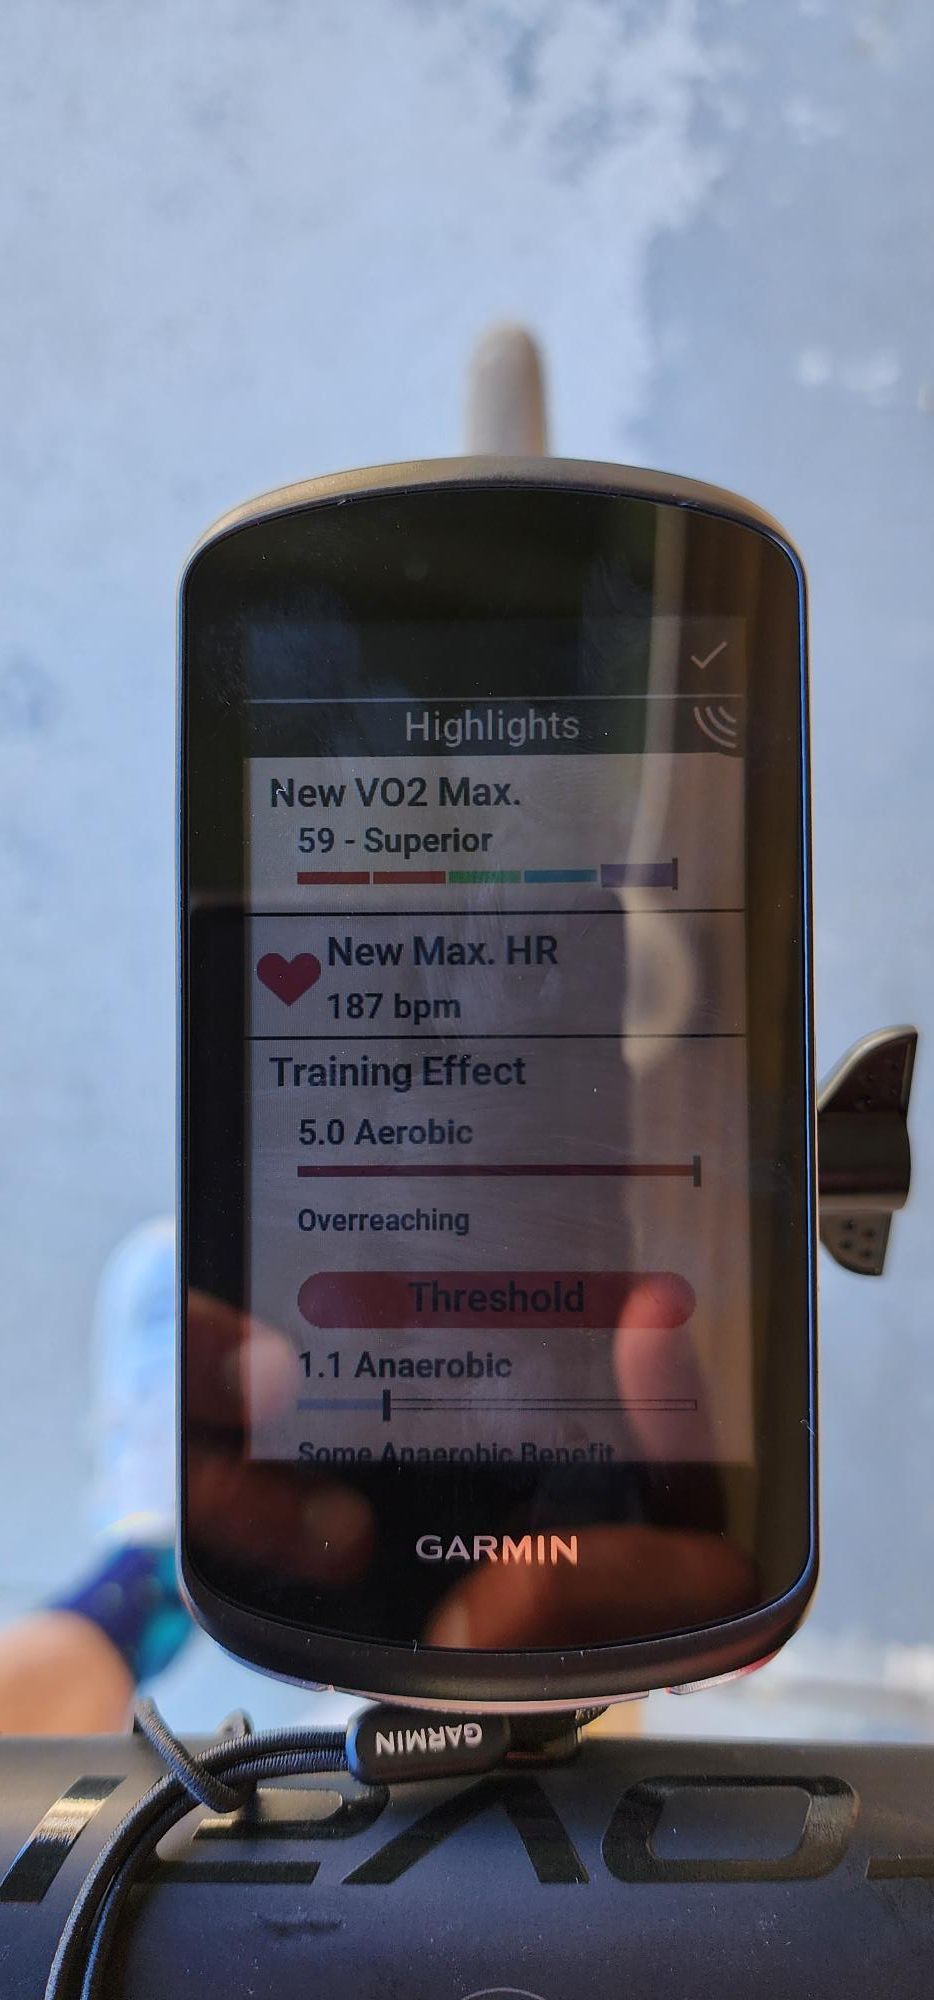 Highlights
New VO2 Max.
59 - Superior
New Max. HR
187 bpm
Training Effect
5.0 Aerobic
Overreaching
Threshold
1.1 Anaerobic
Some Anaerobic Benefit
GARMIN
GARMIN